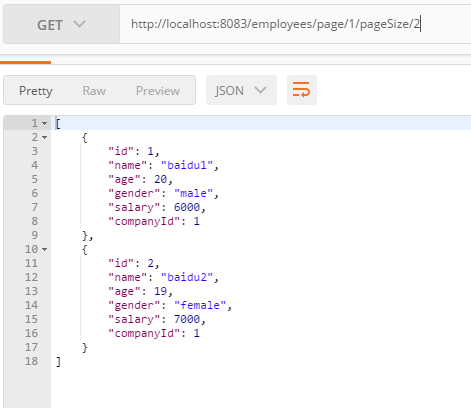 GET http://localhost:8083/employees/page/1/pageSize/2
Pretty Raw Preview JSON
1 [
2 {
3 "id": 1,
4 "name": "baidu1",
5 "age": 20,
6 "gender": "male",
7 "salary": 6000,
8 "companyId": 1
9 },
10 {
11 "id": 2,
12 "name": "baidu2",
13 "age": 19,
14 "gender": "female",
15 "salary": 7000,
16 "companyId": 1
17 }
18 ]